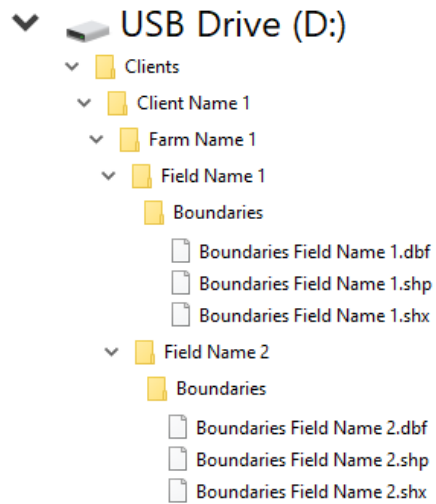 USB Drive (D:)
Clients
Client Name 1
Farm Name 1
Field Name 1
Boundaries
Boundaries Field Name 1.dbf
Boundaries Field Name 1.shp
Boundaries Field Name 1.shx
Field Name 2
Boundaries
Boundaries Field Name 2.dbf
Boundaries Field Name 2.shp
Boundaries Field Name 2.shx